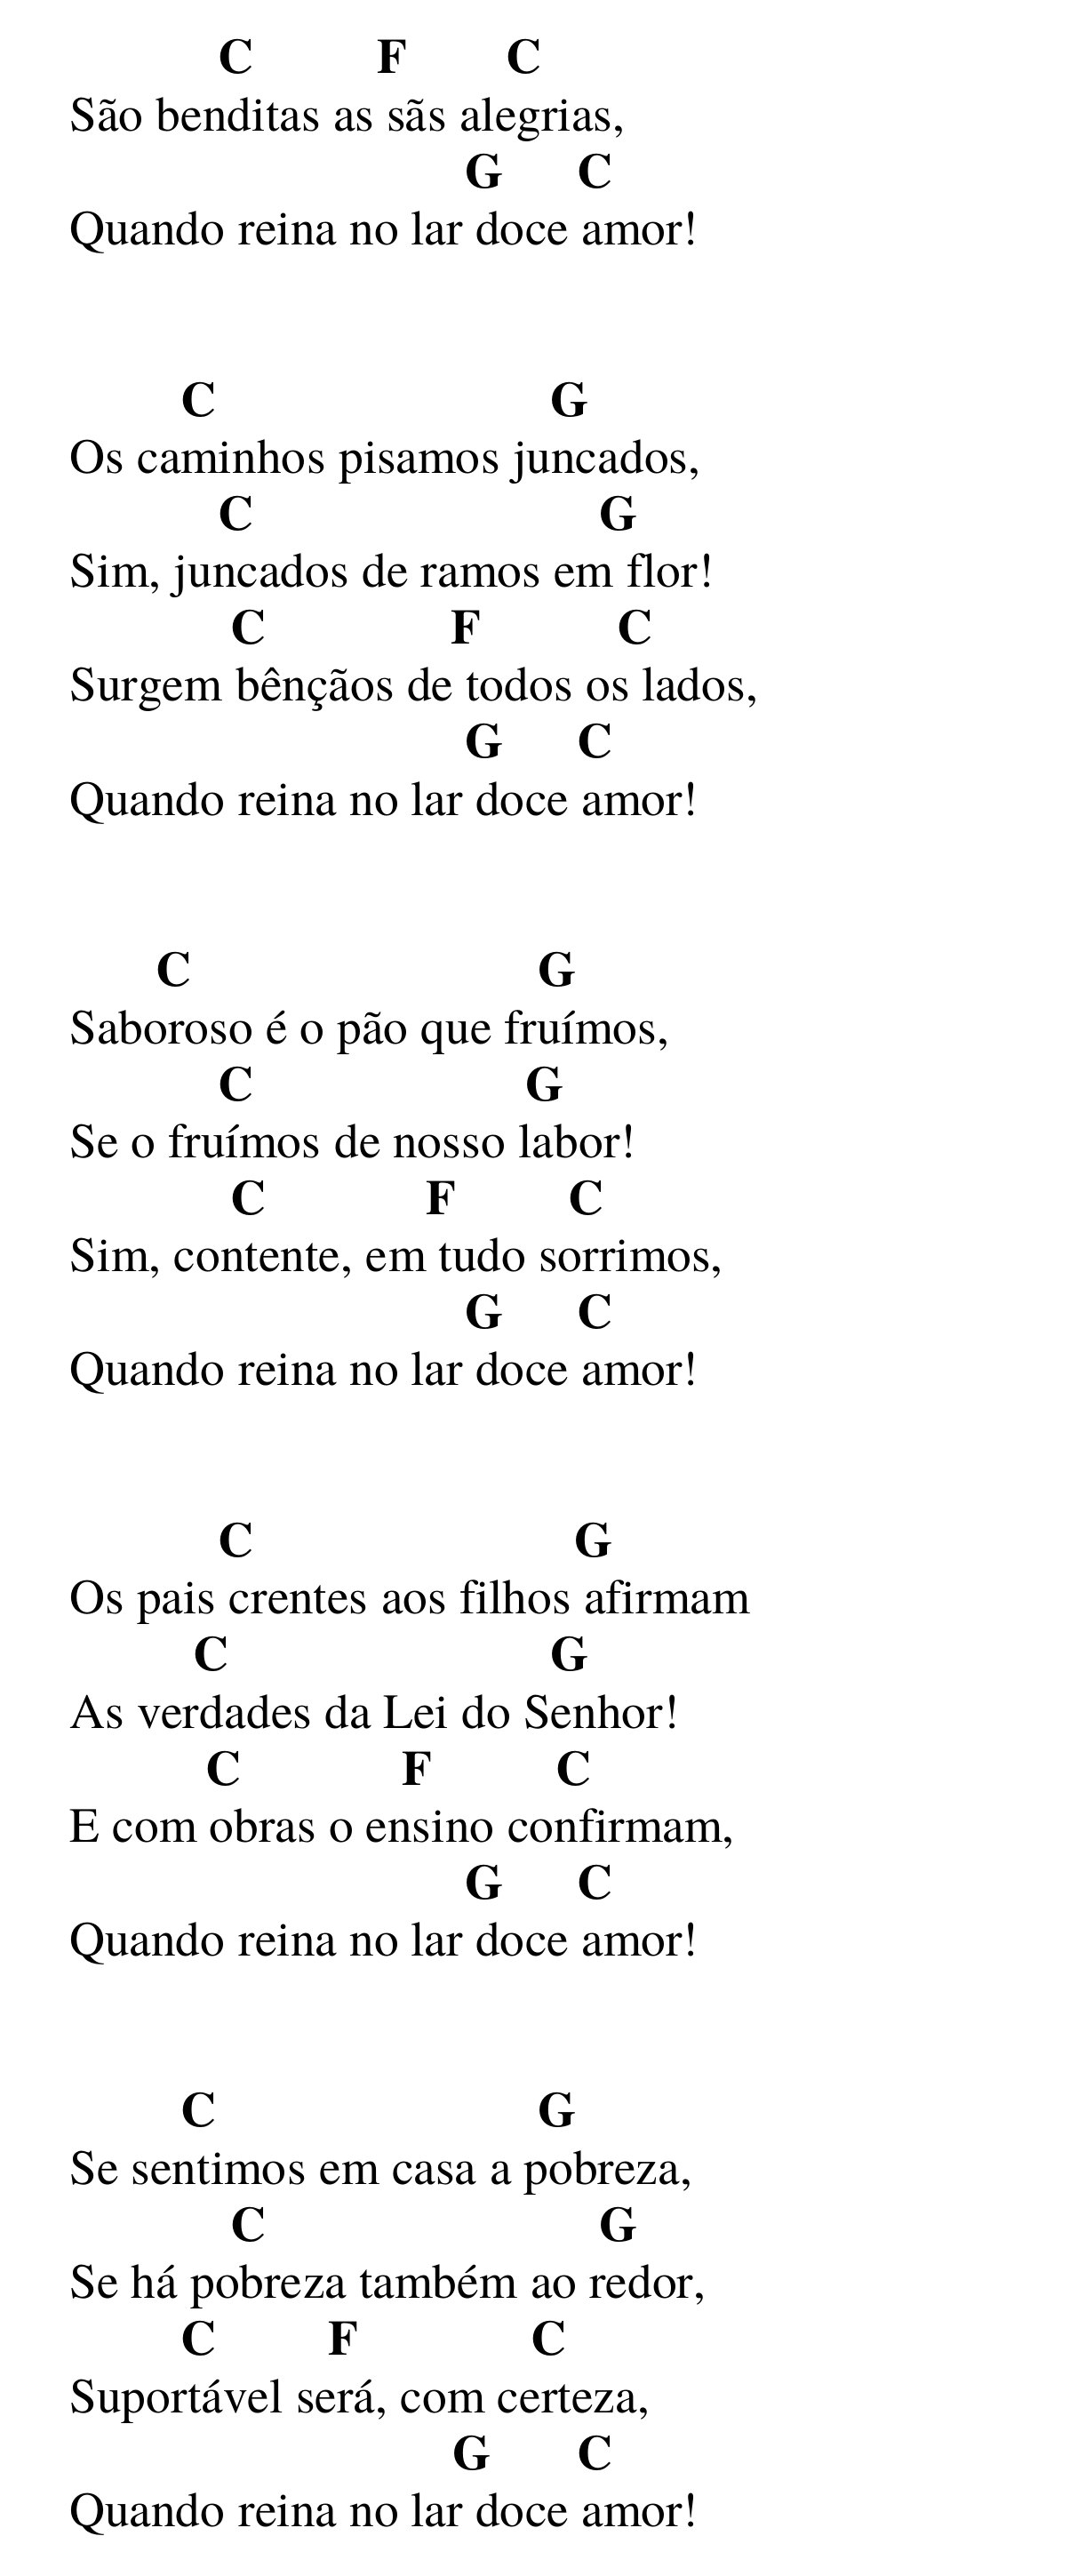 C F C
São benditas as sãs alegrias,
G C
Quando reina no lar doce amor!
C G
Os caminhos pisamos juncados,
C G
Sim, juncados de ramos em flor!
C F C
Surgem bênçãos de todos os lados,
G C
Quando reina no lar doce amor!
C G
Saboroso é o pão que fruímos,
C G
Se o fruímos de nosso labor!
C F C
Sim, contente, em tudo sorrimos,
G C
Quando reina no lar doce amor!
C G
Os pais crentes aos filhos afirmam
C G
As verdades da Lei do Senhor!
C F C
E com obras o ensino confirmam,
G C
Quando reina no lar doce amor!
C G
Se sentimos em casa a pobreza,
C G
Se há pobreza também ao redor,
C F C
Suportável será, com certeza,
G C
Quando reina no lar doce amor!